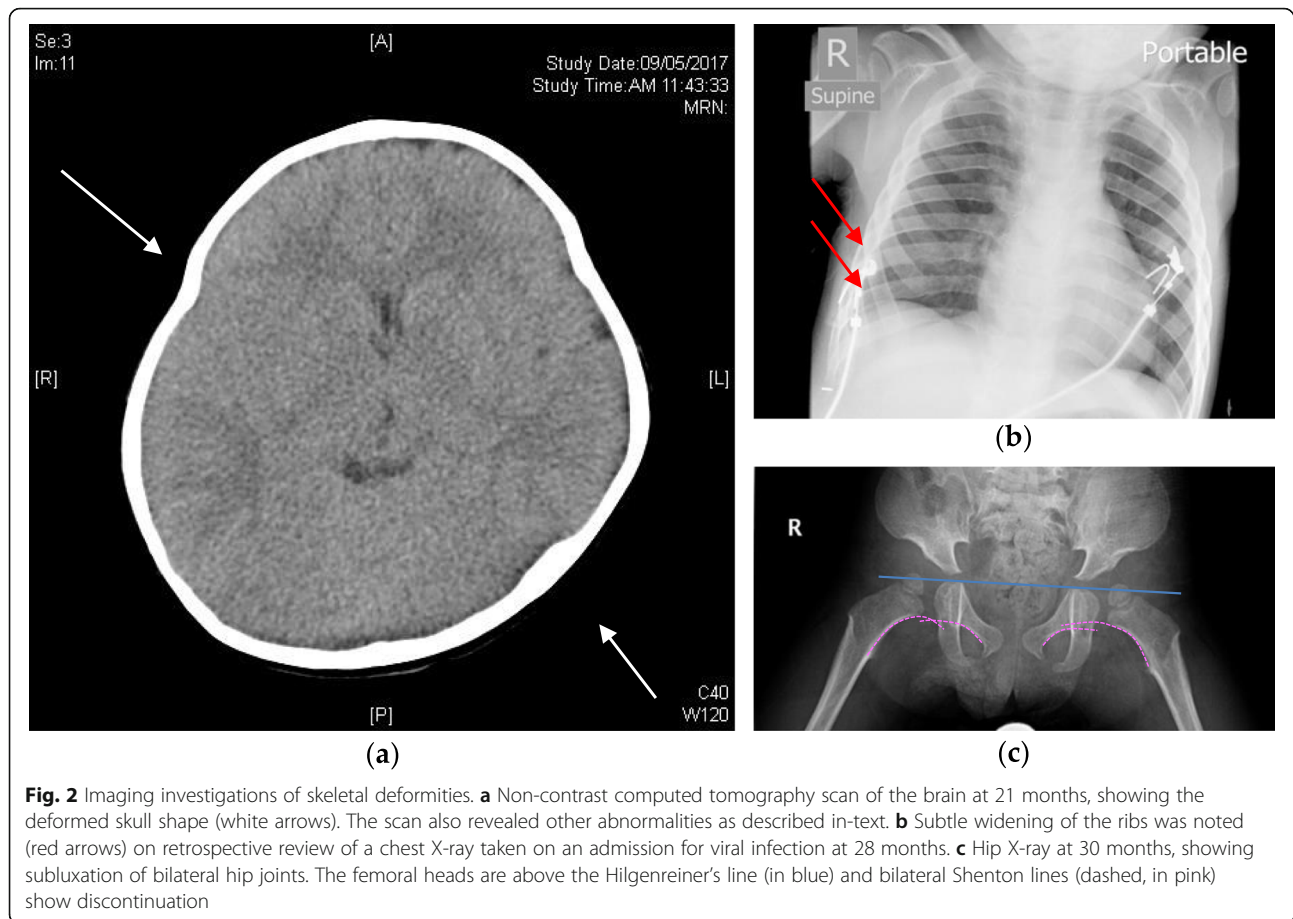 Se:3
Im:11
[A]
Study Date:09/05/2017
Study Time:AM 11:43:33
MRN:
[R]
[L]
[P]
C40
W120
(a)
R
Supine
Portable
(b)
R
(c)
Fig. 2 Imaging investigations of skeletal deformities. a Non-contrast computed tomography scan of the brain at 21 months, showing the
deformed skull shape (white arrows). The scan also revealed other abnormalities as described in-text. b Subtle widening of the ribs was noted
(red arrows) on retrospective review of a chest X-ray taken on an admission for viral infection at 28 months. c Hip X-ray at 30 months, showing
subluxation of bilateral hip joints. The femoral heads are above the Hilgenreiner's line (in blue) and bilateral Shenton lines (dashed, in pink)
show discontinuation